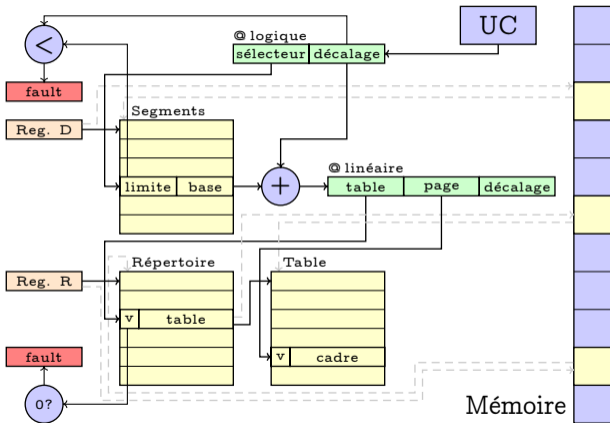 UC
@ logique
sélecteur décalage
<
fault
Reg. D
Segments
limite base
+
@ linéaire
table page décalage
Reg. R
Répertoire
Table
v table
v cadre
fault
0?
Mémoire